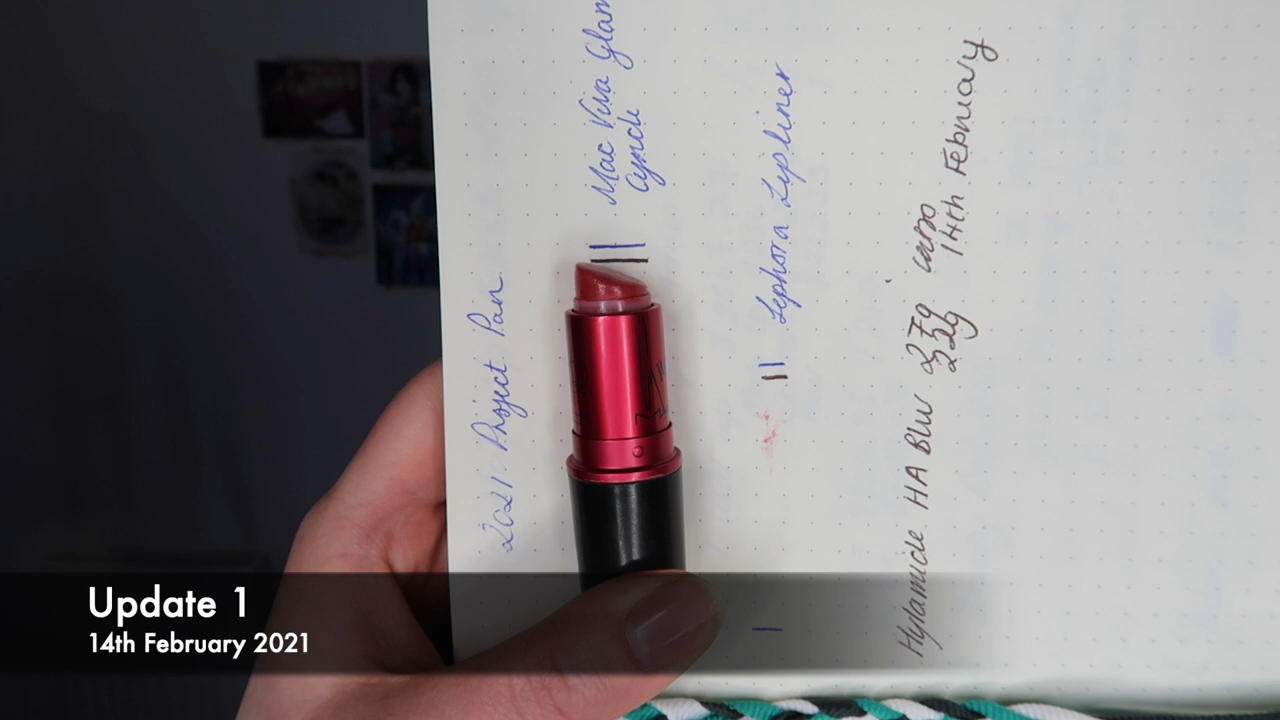 2021 Project Pan
Mac Viva Glam
Cyndi
Sephora Lipliner
Hylamide HA Blur 27g
22g 14th February
Update 1
14th February 2021